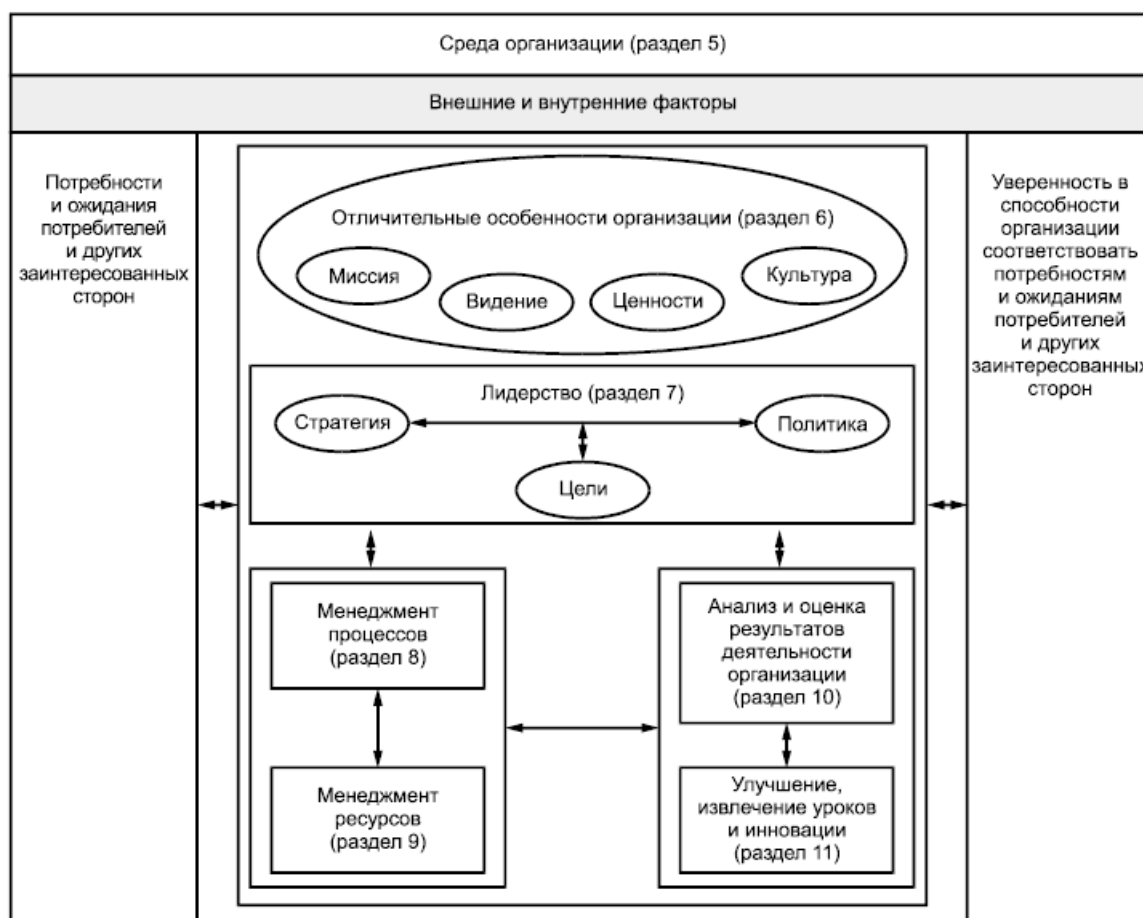 Среда организации (раздел 5)
Внешние и внутренние факторы
Потребности
и ожидания
потребителей
и других
заинтересованных
сторон
Отличительные особенности организации (раздел 6)
Миссия
Видение
Ценности
Культура
Лидерство (раздел 7)
Стратегия
Политика
Цели
Менеджмент
процессов
(раздел 8)
Менеджмент
ресурсов
(раздел 9)
Анализ и оценка
результатов
деятельности
организации
(раздел 10)
Улучшение,
извлечение уроков
и инновации
(раздел 11)
Уверенность в
способности
организации
соответствовать
потребностям
и ожиданиям
потребителей
и других
заинтересованных
сторон